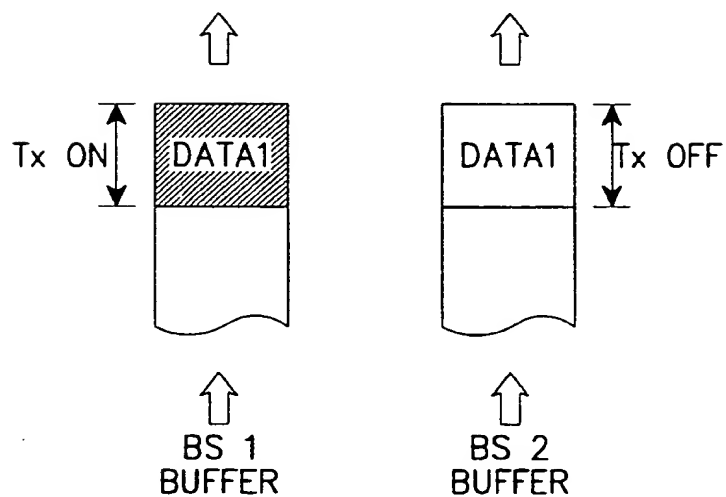 Tx ON
DATA1
DATA1
Tx OFF
BS 1
BUFFER
BS 2
BUFFER